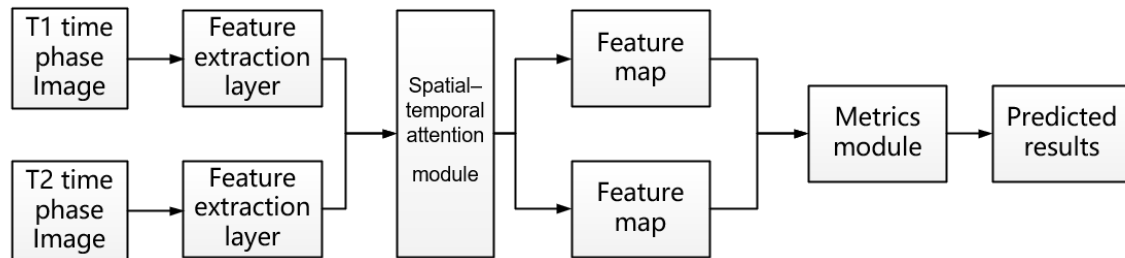 T1 time
phase
Image
Feature
extraction
layer
T2 time
phase
Image
Feature
extraction
layer
Spatial–
temporal
attention
module
Feature
map
Feature
map
Metrics
module
Predicted
results